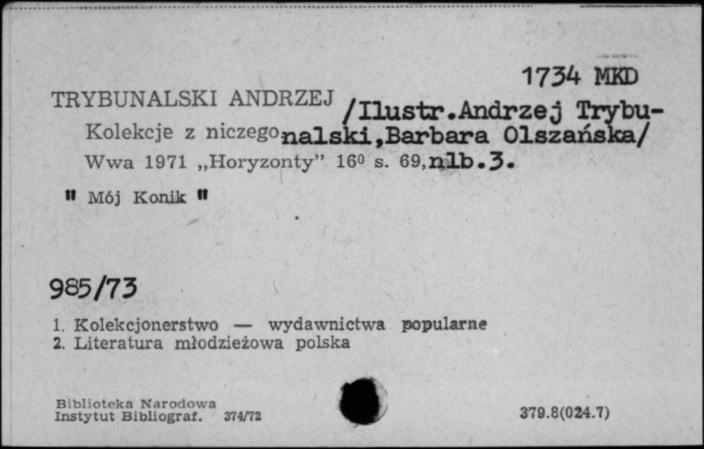 1734 MKD
TRYBUNALSKI ANDRZEJ /Ilustr.Andrzej Trybu-
Kolekcje z niczego,nalski,Barbara Olszańska/
Wwa 1971 „Horyzonty” 16⁰ s. 69,nlb.3.
" Mój Konik "
985/73
1. Kolekcjonerstwo — wydawnictwa popularne
2. Literatura młodzieżowa polska
Biblioteka Narodowa
Instytut Bibliograf. 374/72
379.8(024.7)